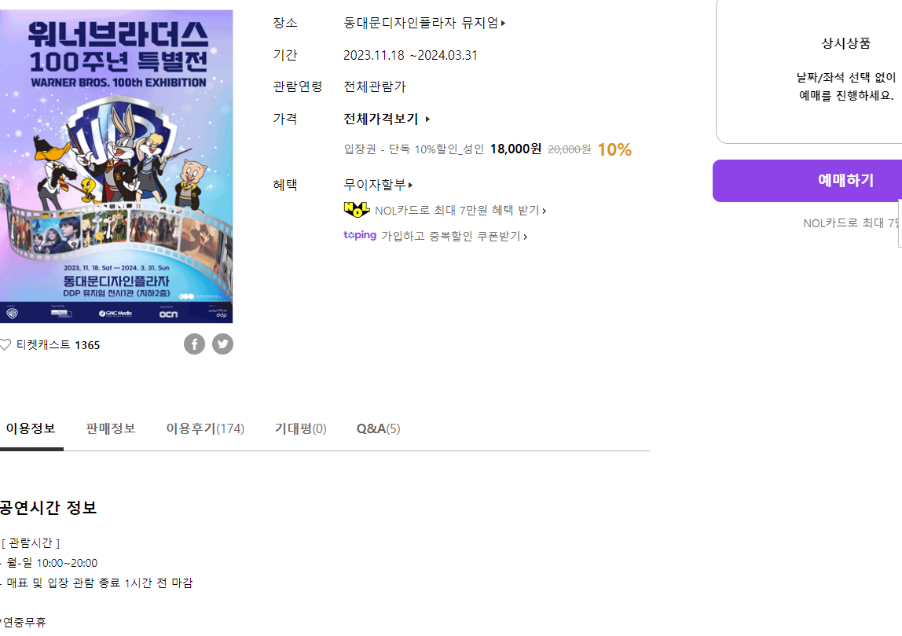 위너브라더스
100주년 특별전
WARNER BROS. 100th EXHIBITION
2023. 11. 18. Sat — 2024. 3. 31. Sun
동대문디자인플라자
DDP 뮤지엄 전시1관 (지하2층)
CNC Media
ocn
ddp
티켓캐스트 1365
장소 동대문디자인플라자 뮤지엄
기간 2023.11.18 ~2024.03.31
관람연령 전체관람가
가격 전체가격보기
입장권 - 단독 10%할인_성인 18,000원 20,000원 10%
혜택 무이자할부
NOL NOL카드로 최대 7만원 혜택 받기 ›
toping 가입하고 중복할인 쿠폰받기 ›
상시상품
날짜/좌석 선택 없이
예매를 진행하세요.
예매하기
NOL카드로 최대 7만
이용정보 판매정보 이용후기(174) 기대평(0) Q&A(5)
공연시간 정보
[ 관람시간 ]
- 월-일 10:00~20:00
- 매표 및 입장 관람 종료 1시간 전 마감
*연중무휴